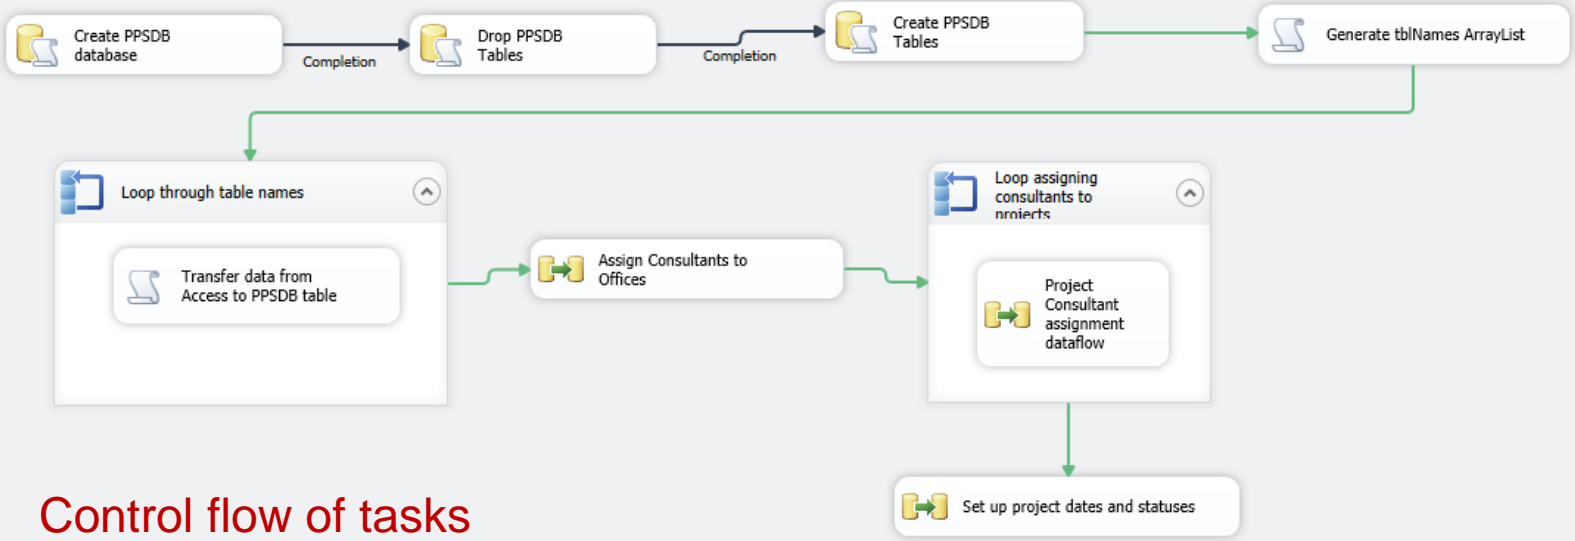 Create PPSDB
database
Completion
Drop PPSDB
Tables
Completion
Create PPSDB
Tables
Generate tblNames ArrayList
Loop through table names
Transfer data from
Access to PPSDB table
Assign Consultants to
Offices
Loop assigning
consultants to
projects
Project
Consultant
assignment
dataflow
Set up project dates and statuses
Control flow of tasks